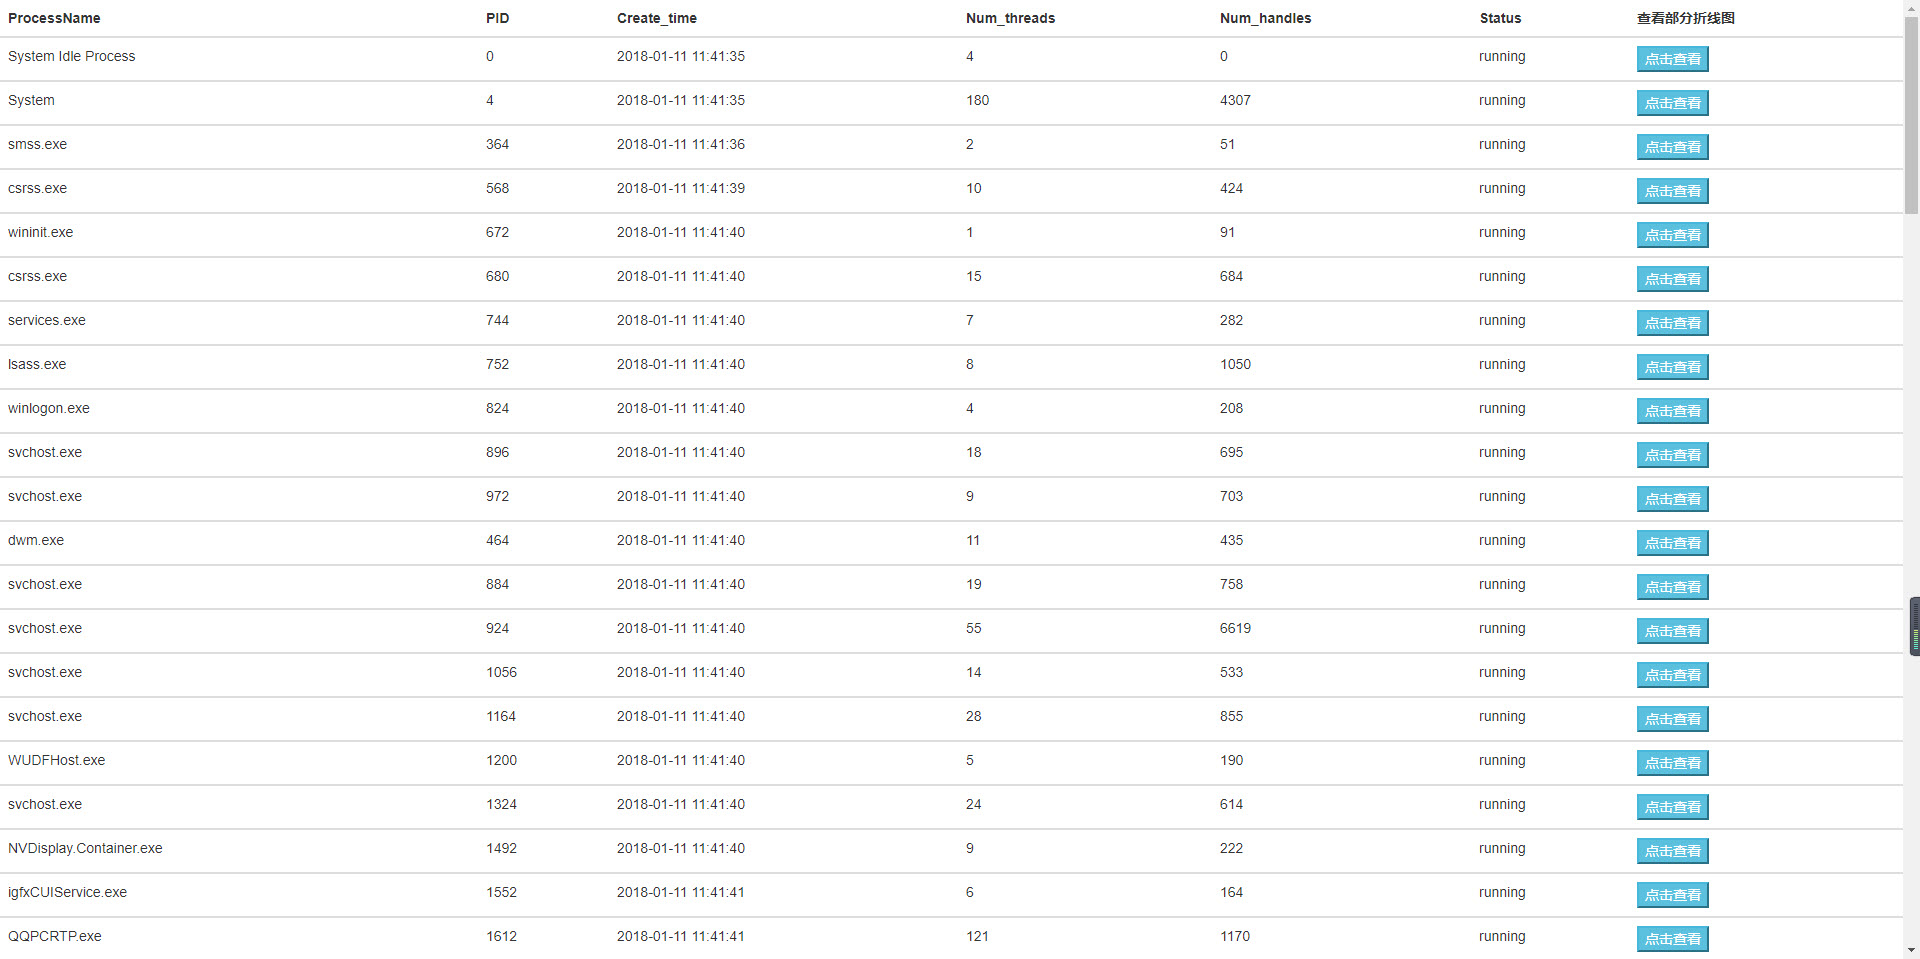 ProcessName PID Create_time Num_threads Num_handles Status 查看部分折线图
System Idle Process 0 2018-01-11 11:41:35 4 0 running 点击查看
System 4 2018-01-11 11:41:35 180 4307 running 点击查看
smss.exe 364 2018-01-11 11:41:36 2 51 running 点击查看
csrss.exe 568 2018-01-11 11:41:39 10 424 running 点击查看
wininit.exe 672 2018-01-11 11:41:40 1 91 running 点击查看
csrss.exe 680 2018-01-11 11:41:40 15 684 running 点击查看
services.exe 744 2018-01-11 11:41:40 7 282 running 点击查看
lsass.exe 752 2018-01-11 11:41:40 8 1050 running 点击查看
winlogon.exe 824 2018-01-11 11:41:40 4 208 running 点击查看
svchost.exe 896 2018-01-11 11:41:40 18 695 running 点击查看
svchost.exe 972 2018-01-11 11:41:40 9 703 running 点击查看
dwm.exe 464 2018-01-11 11:41:40 11 435 running 点击查看
svchost.exe 884 2018-01-11 11:41:40 19 758 running 点击查看
svchost.exe 924 2018-01-11 11:41:40 55 6619 running 点击查看
svchost.exe 1056 2018-01-11 11:41:40 14 533 running 点击查看
svchost.exe 1164 2018-01-11 11:41:40 28 855 running 点击查看
WUDFHost.exe 1200 2018-01-11 11:41:40 5 190 running 点击查看
svchost.exe 1324 2018-01-11 11:41:40 24 614 running 点击查看
NVDisplay.Container.exe 1492 2018-01-11 11:41:40 9 222 running 点击查看
igfxCUIService.exe 1552 2018-01-11 11:41:41 6 164 running 点击查看
QQPCRTP.exe 1612 2018-01-11 11:41:41 121 1170 running 点击查看